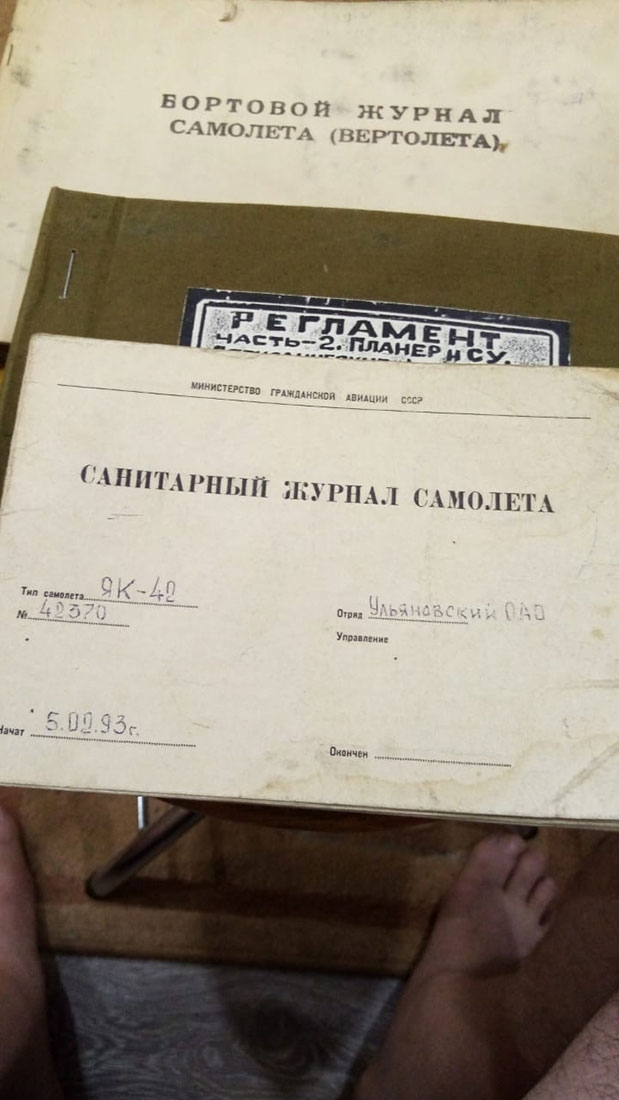 БОРТОВОЙ ЖУРНАЛ
САМОЛЕТА (ВЕРТОЛЕТА)
РЕГЛАМЕНТ
ЧАСТЬ-2. ПЛАНЕР И СУ.
МИНИСТЕРСТВО ГРАЖДАНСКОЙ АВИАЦИИ СССР
САНИТАРНЫЙ ЖУРНАЛ САМОЛЕТА
Тип самолета ЯК-42
№ 42370
Отряд Ульяновский ОАО
Управление
Начат 5.02.93г.
Окончен